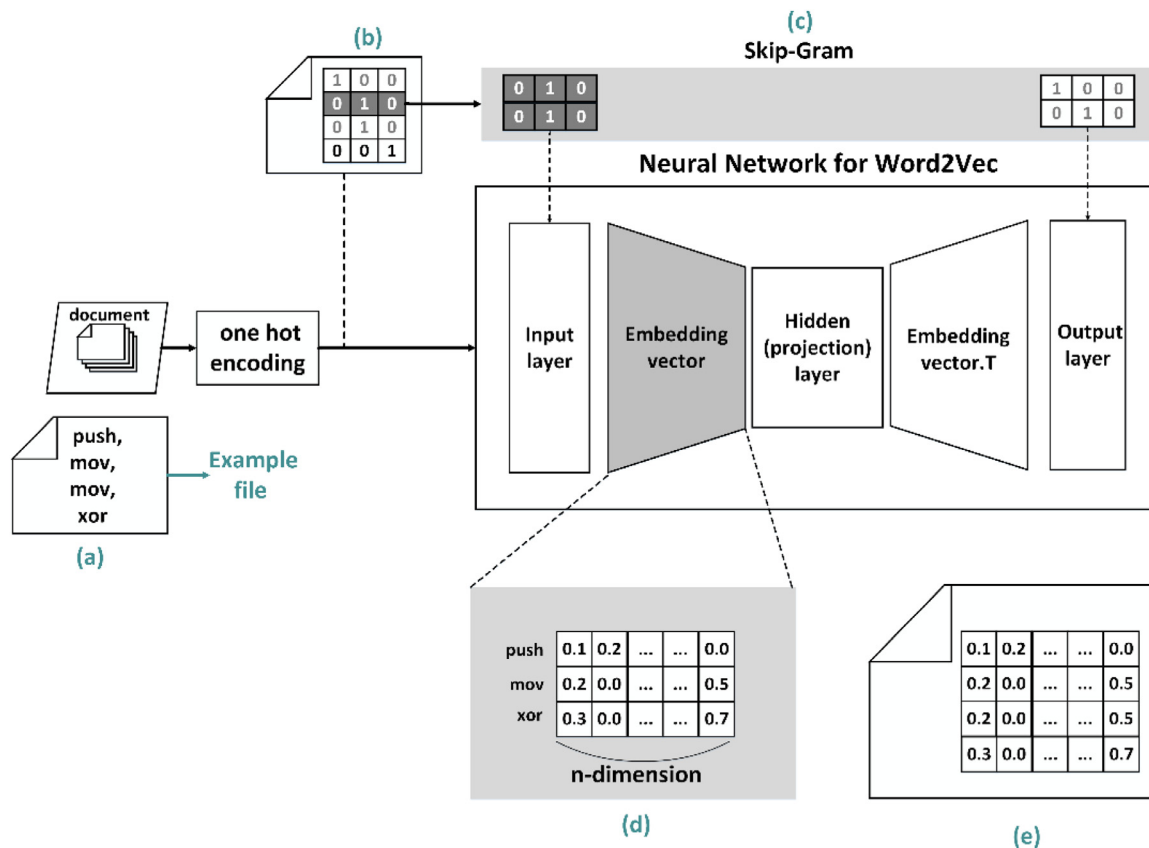 (b)
(c)
Skip-Gram
1 0 0
0 1 0
0 1 0
0 0 1
0 1 0
0 1 0
1 0 0
0 1 0
Neural Network for Word2Vec
document
one hot
encoding
Input
layer
Embedding
vector
Hidden
(projection)
layer
Embedding
vector.T
Output
layer
push,
mov,
mov,
xor
Example
file
(a)
push 0.1 0.2 ... ... 0.0
mov 0.2 0.0 ... ... 0.5
xor 0.3 0.0 ... ... 0.7
n-dimension
(d)
0.1 0.2 ... ... 0.0
0.2 0.0 ... ... 0.5
0.2 0.0 ... ... 0.5
0.3 0.0 ... ... 0.7
(e)